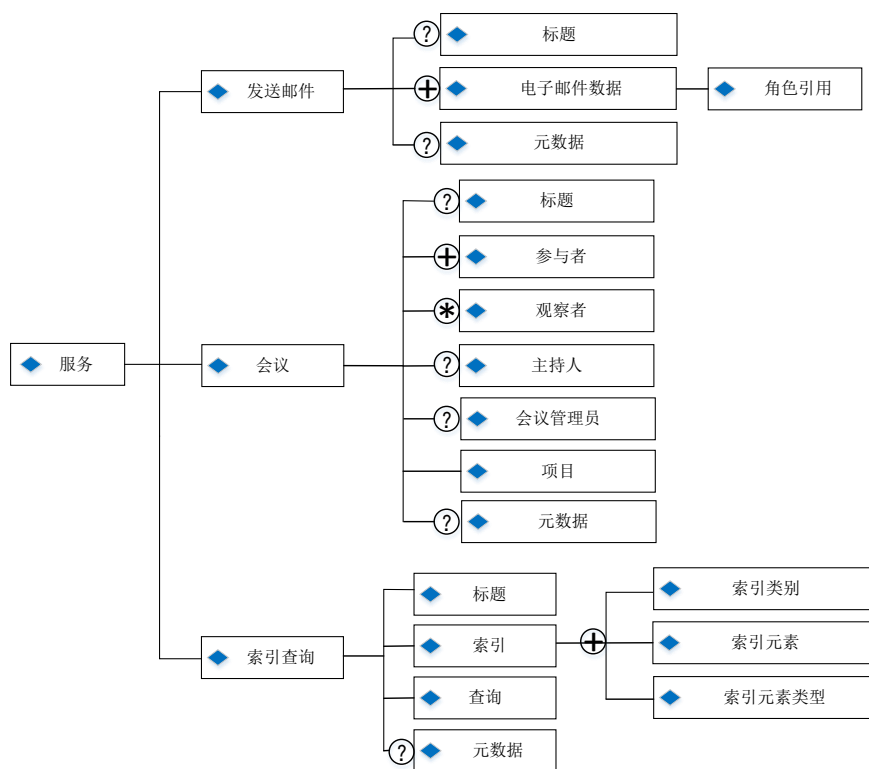 服务
发送邮件
?
标题
+
电子邮件数据
角色引用
?
元数据
会议
?
标题
+
参与者
*
观察者
?
主持人
?
会议管理员
项目
?
元数据
索引查询
标题
索引
+
索引类别
索引元素
索引元素类型
查询
?
元数据